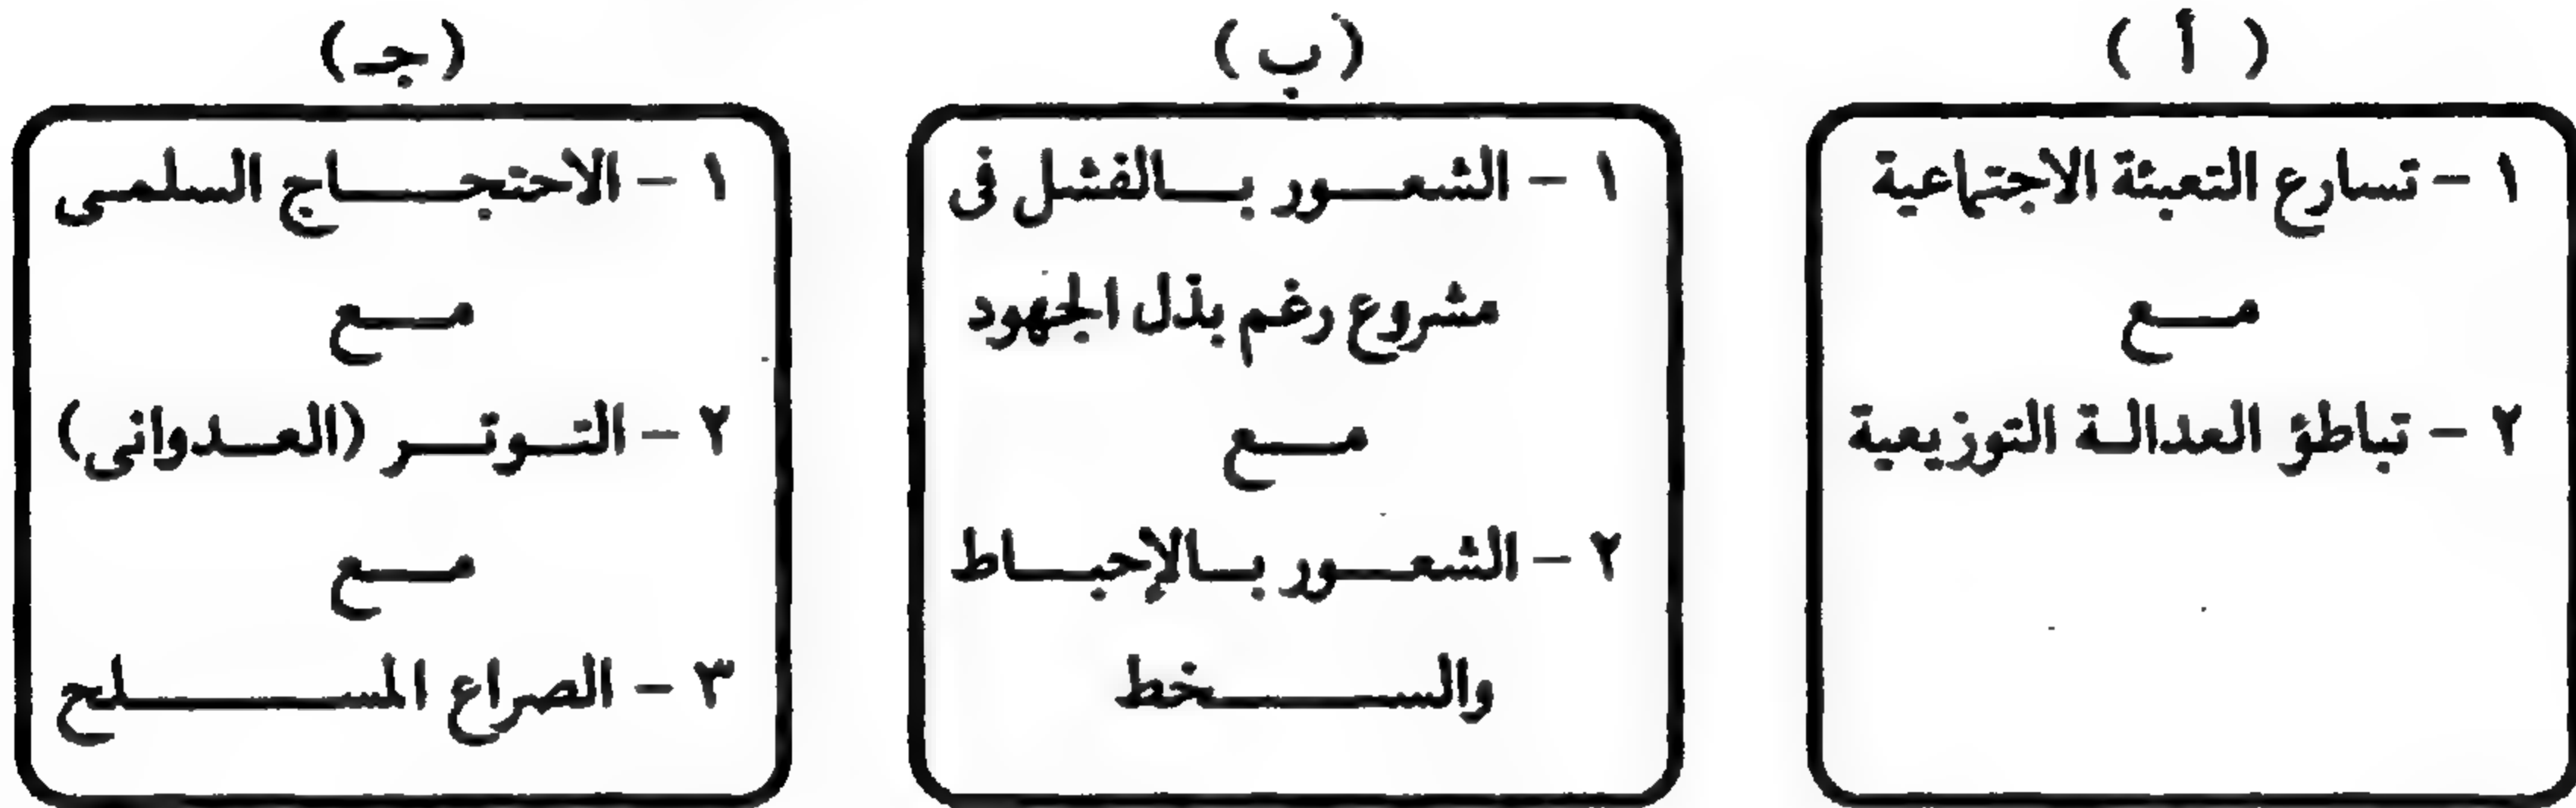 ( أ )
١ – تسارع التعبئة الاجتماعية
مع
٢ – تباطؤ العدالة التوزيعية
(ب)
١ – الشعور بالفشل فى
مشروع رغم بذل الجهود
مع
٢ – الشعور بالإحباط
والسخط
(جـ)
١ – الاحتجاج السلمى
مع
٢ – التوتر (العدوانى)
مع
٣ – الصراع المسلح